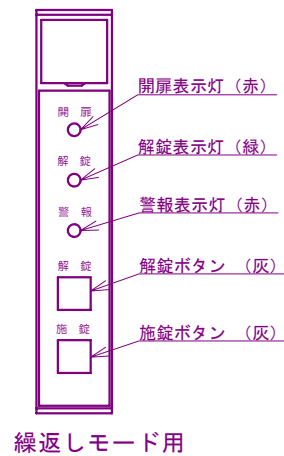 開扉表示灯（赤）
開 扉
解錠表示灯（緑）
解 錠
警報表示灯（赤）
警 報
解錠ボタン （灰）
解 錠
施錠ボタン （灰）
施 錠
繰返しモード用